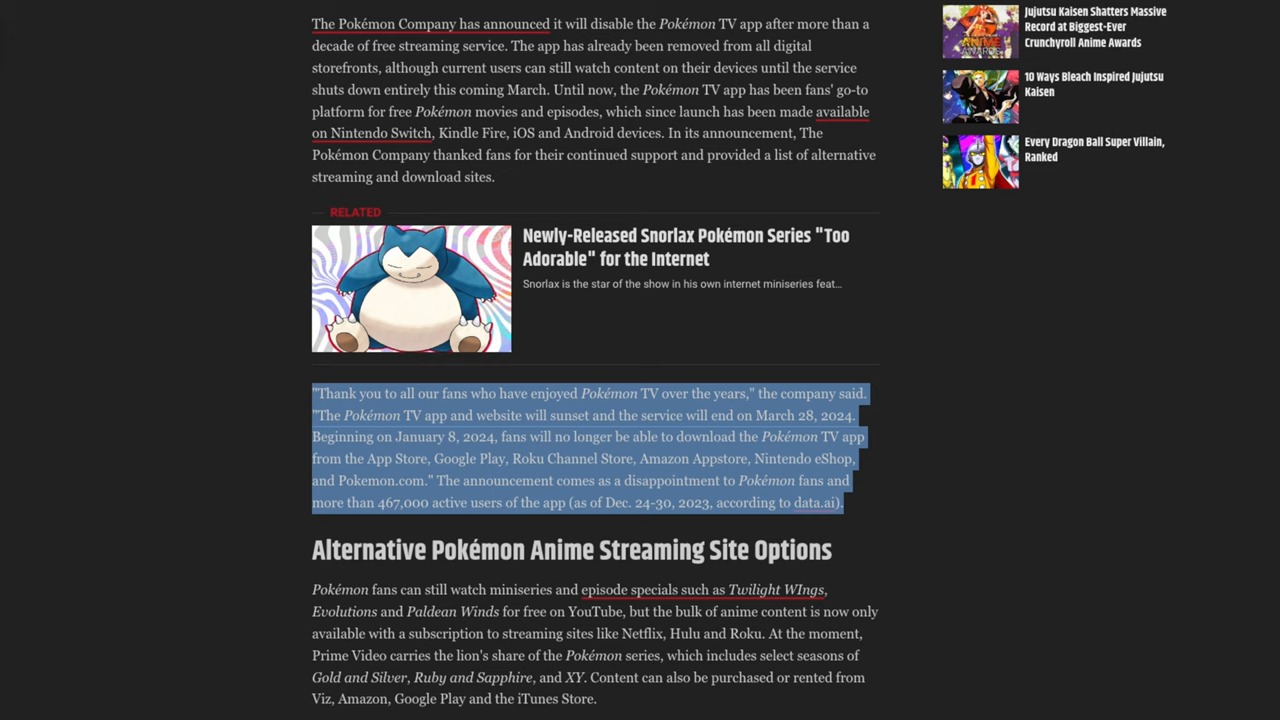 The Pokémon Company has announced it will disable the Pokémon TV app after more than a
decade of free streaming service. The app has already been removed from all digital
storefronts, although current users can still watch content on their devices until the service
shuts down entirely this coming March. Until now, the Pokémon TV app has been fans' go-to
platform for free Pokémon movies and episodes, which since launch has been made available
on Nintendo Switch, Kindle Fire, iOS and Android devices. In its announcement, The
Pokémon Company thanked fans for their continued support and provided a list of alternative
streaming and download sites.
RELATED
Newly-Released Snorlax Pokémon Series "Too
Adorable" for the Internet
Snorlax is the star of the show in his own internet miniseries feat…
"Thank you to all our fans who have enjoyed Pokémon TV over the years," the company said.
"The Pokémon TV app and website will sunset and the service will end on March 28, 2024.
Beginning on January 8, 2024, fans will no longer be able to download the Pokémon TV app
from the App Store, Google Play, Roku Channel Store, Amazon Appstore, Nintendo eShop,
and Pokemon.com." The announcement comes as a disappointment to Pokémon fans and
more than 467,000 active users of the app (as of Dec. 24-30, 2023, according to data.ai).
Alternative Pokémon Anime Streaming Site Options
Pokémon fans can still watch miniseries and episode specials such as Twilight WIngs,
Evolutions and Paldean Winds for free on YouTube, but the bulk of anime content is now only
available with a subscription to streaming sites like Netflix, Hulu and Roku. At the moment,
Prime Video carries the lion's share of the Pokémon series, which includes select seasons of
Gold and Silver, Ruby and Sapphire, and XY. Content can also be purchased or rented from
Viz, Amazon, Google Play and the iTunes Store.
Jujutsu Kaisen Shatters Massive
Record at Biggest-Ever
Crunchyroll Anime Awards
10 Ways Bleach Inspired Jujutsu
Kaisen
Every Dragon Ball Super Villain,
Ranked